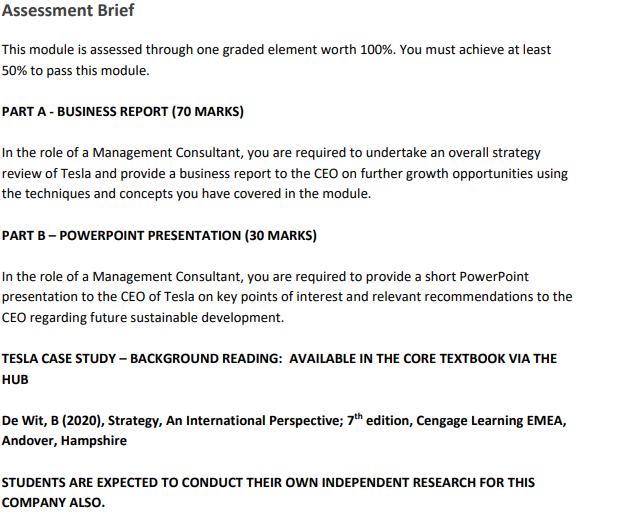 Assessment Brief
This module is assessed through one graded element worth 100%. You must achieve at least
50% to pass this module.
PART A - BUSINESS REPORT (70 MARKS)
In the role of a Management Consultant, you are required to undertake an overall strategy
review of Tesla and provide a business report to the CEO on further growth opportunities using
the techniques and concepts you have covered in the module.
PART B – POWERPOINT PRESENTATION (30 MARKS)
In the role of a Management Consultant, you are required to provide a short PowerPoint
presentation to the CEO of Tesla on key points of interest and relevant recommendations to the
CEO regarding future sustainable development.
TESLA CASE STUDY – BACKGROUND READING: AVAILABLE IN THE CORE TEXTBOOK VIA THE
HUB
De Wit, B (2020), Strategy, An International Perspective; 7th edition, Cengage Learning EMEA,
Andover, Hampshire
STUDENTS ARE EXPECTED TO CONDUCT THEIR OWN INDEPENDENT RESEARCH FOR THIS
COMPANY ALSO.